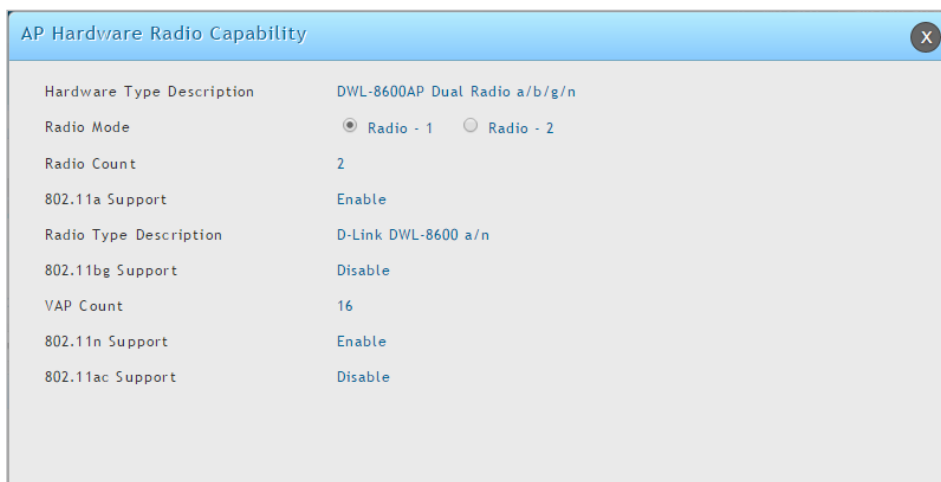 AP Hardware Radio Capability
X
Hardware Type Description DWL-8600AP Dual Radio a/b/g/n
Radio Mode Radio - 1 Radio - 2
Radio Count 2
802.11a Support Enable
Radio Type Description D-Link DWL-8600 a/n
802.11bg Support Disable
VAP Count 16
802.11n Support Enable
802.11ac Support Disable